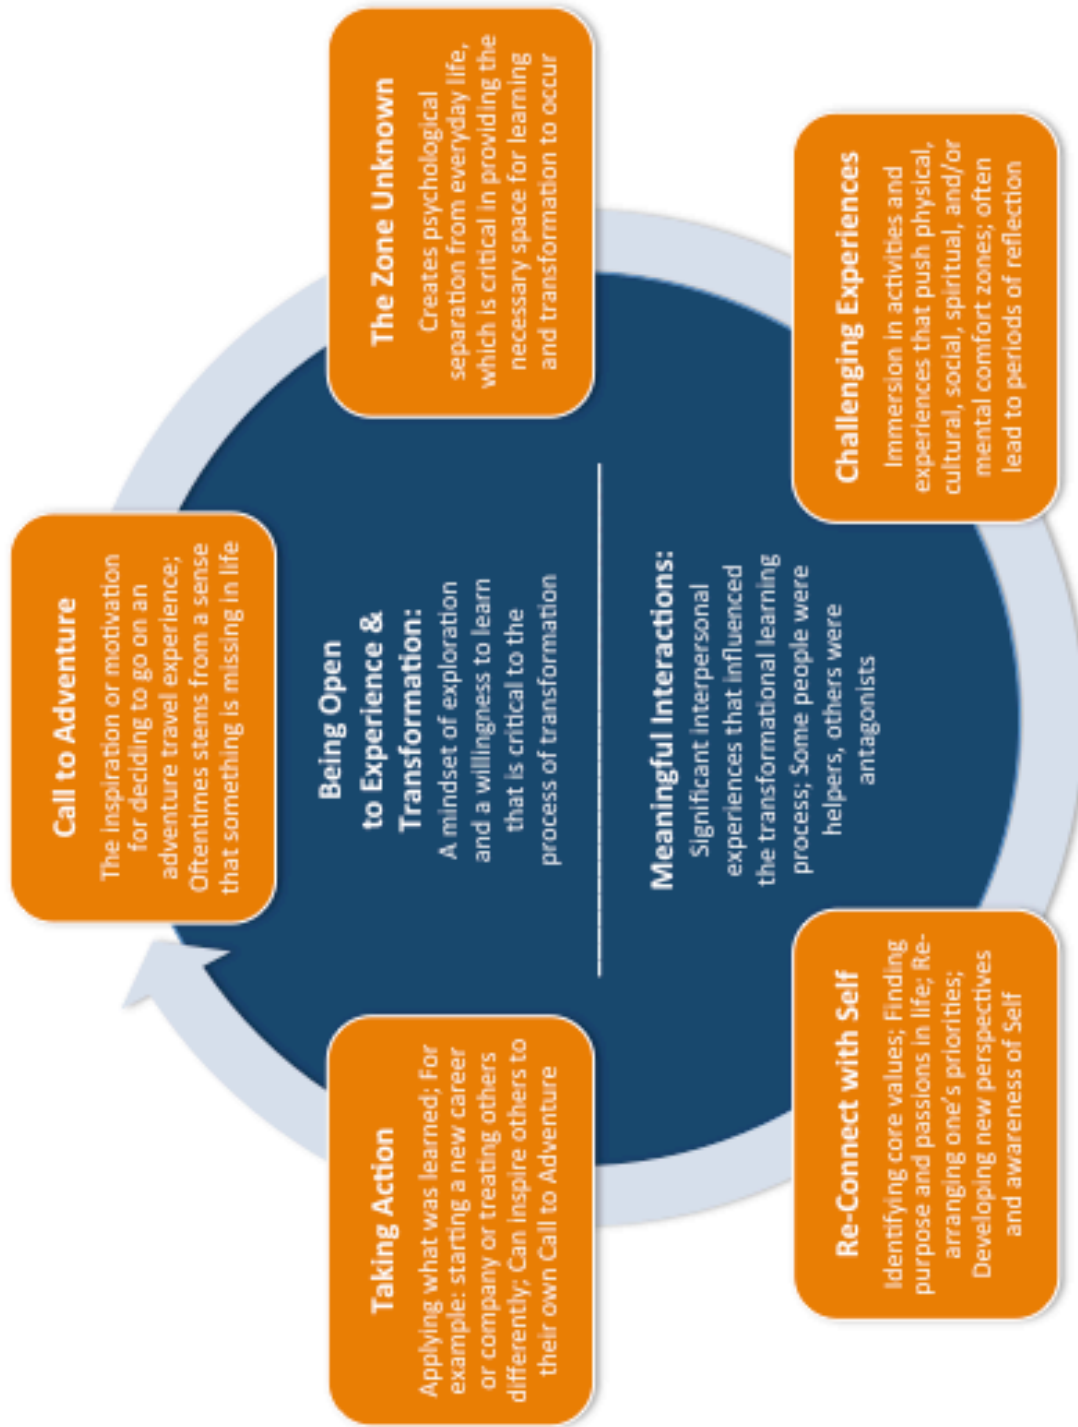 Call to Adventure
The inspiration or motivation
for deciding to go on an
adventure travel experience;
Oftentimes stems from a sense
that something is missing in life
The Zone Unknown
Creates psychological
separation from everyday life,
which is critical in providing the
necessary space for learning
and transformation to occur
Challenging Experiences
Immersion in activities and
experiences that push physical,
cultural, social, spiritual, and/or
mental comfort zones; often
lead to periods of reflection
Re-Connect with Self
Identifying core values; Finding
purpose and passions in life; Re-
arranging one's priorities;
Developing new perspectives
and awareness of Self
Taking Action
Applying what was learned; For
example: starting a new career
or company or treating others
differently; Can inspire others to
their own Call to Adventure
Being Open
to Experience &
Transformation:
A mindset of exploration
and a willingness to learn
that is critical to the
process of transformation
Meaningful Interactions:
Significant interpersonal
experiences that influenced
the transformational learning
process; Some people were
helpers, others were
antagonists